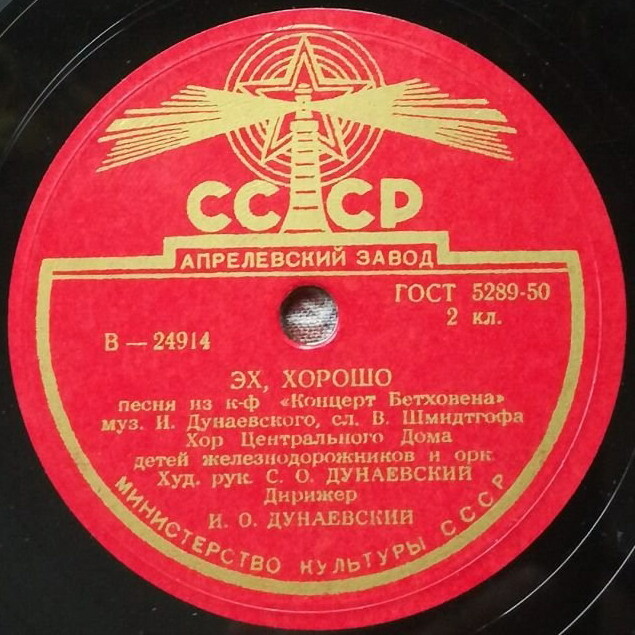 СССР
АПРЕЛЕВСКИЙ ЗАВОД
ГОСТ 5289-50
2 кл.
В — 24914
ЭХ, ХОРОШО
песня из к-ф «Концерт Бетховена»
муз. И. Дунаевского, сл. В. Шмидтгофа
Хор Центрального Дома
детей железнодорожников и орк.
Худ. рук. С. О. ДУНАЕВСКИЙ
Дирижер
И. О. ДУНАЕВСКИЙ
МИНИСТЕРСТВО КУЛЬТУРЫ СССР